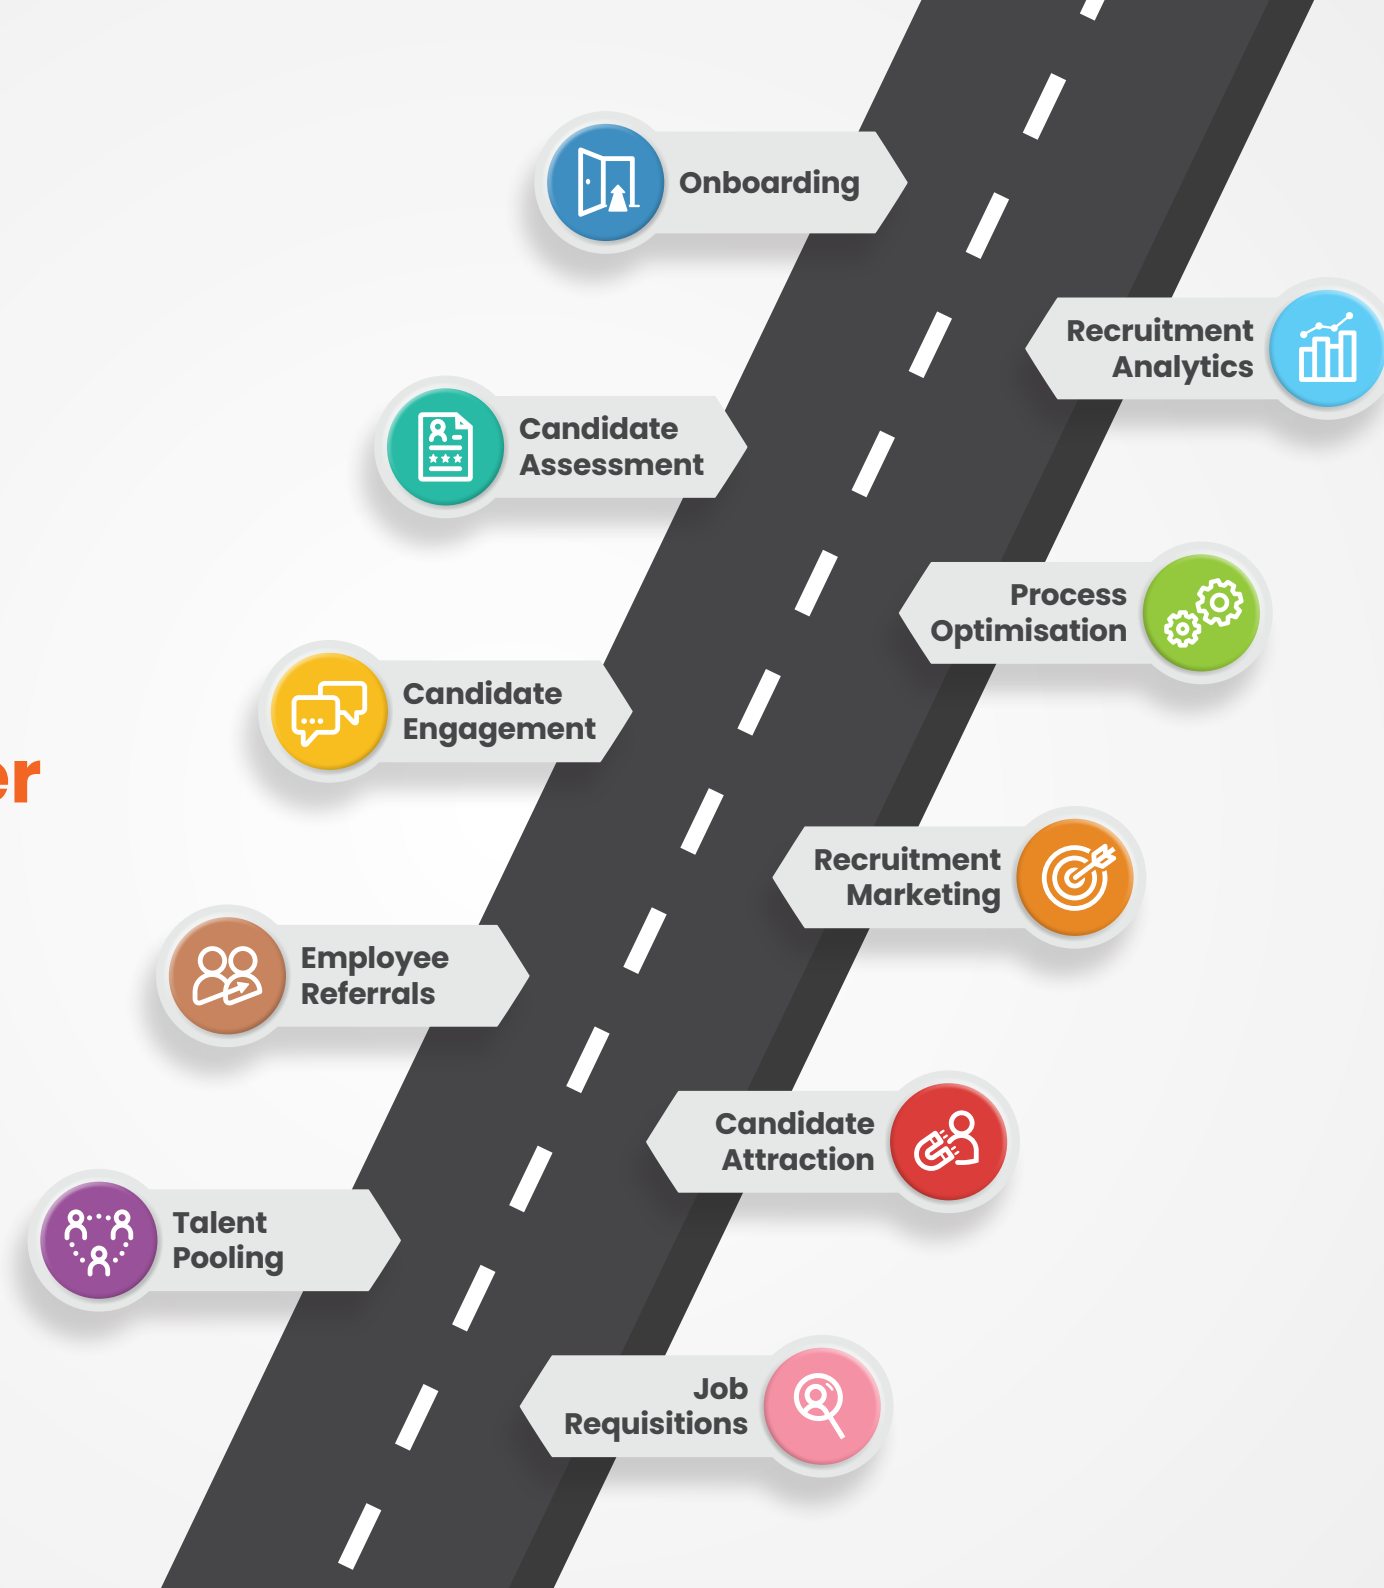 Onboarding
Recruitment
Analytics
Candidate
Assessment
Process
Optimisation
Candidate
Engagement
er
Recruitment
Marketing
Employee
Referrals
Candidate
Attraction
Talent
Pooling
Job
Requisitions